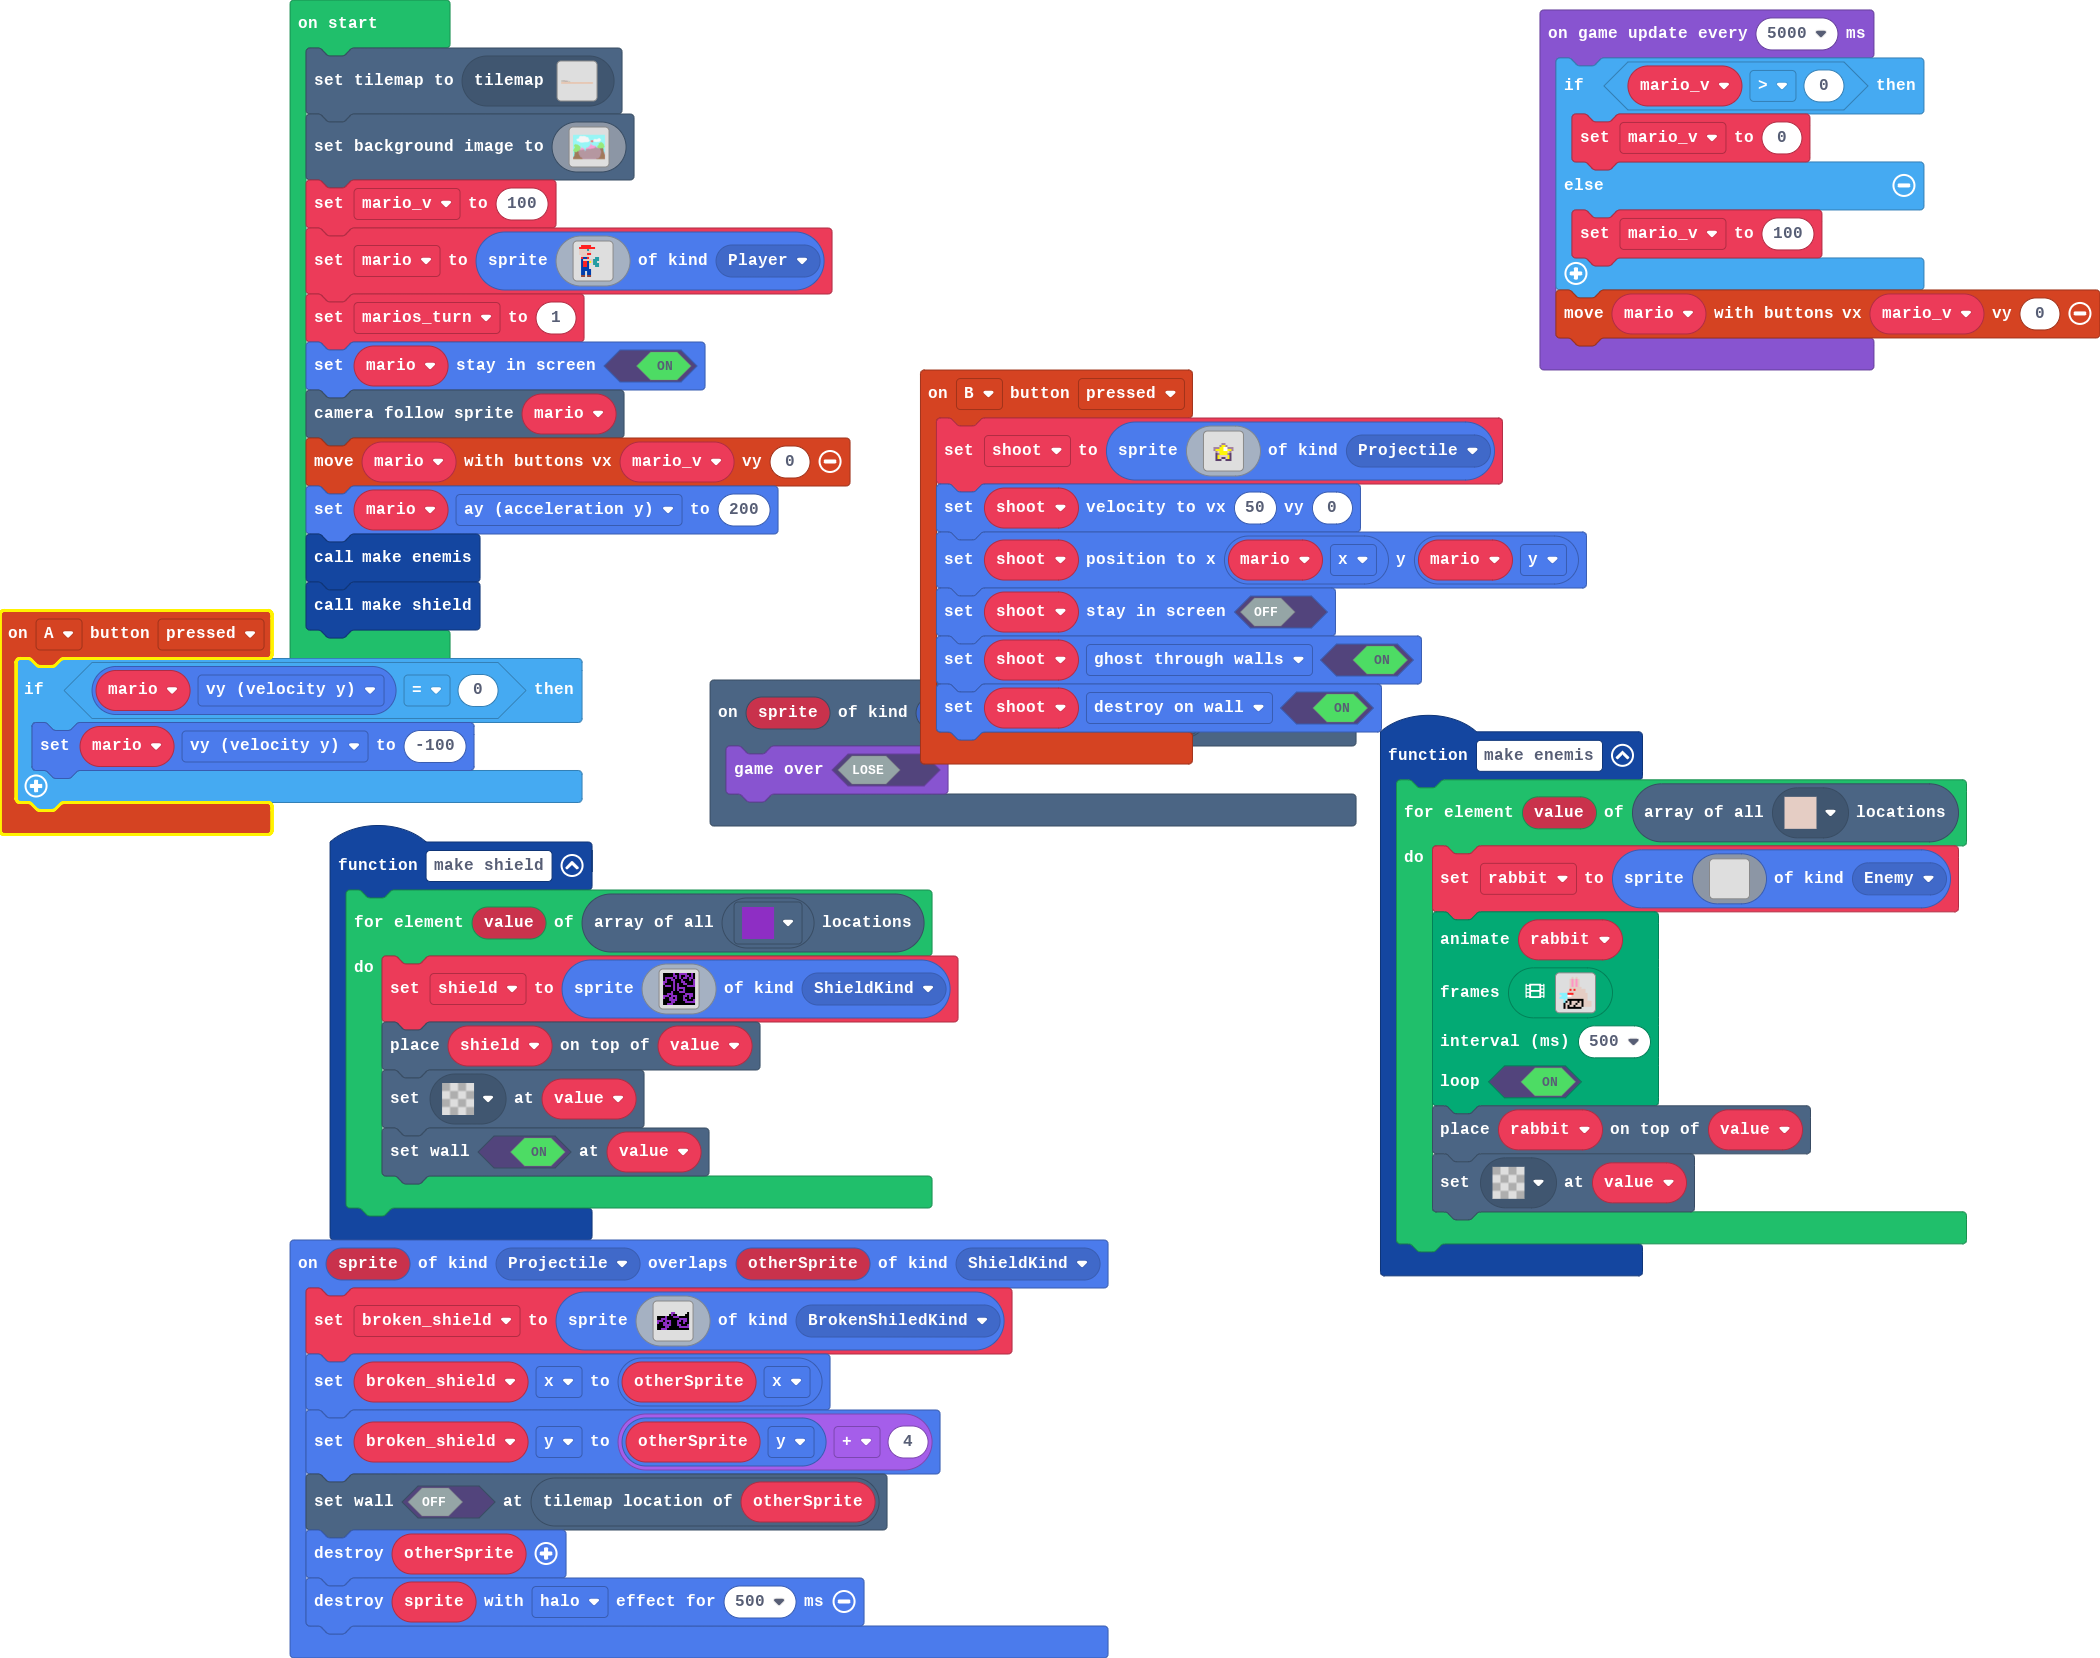 on start
set tilemap to tilemap
set background image to
set mario_v to 100
set mario to sprite of kind Player
set marios_turn to 1
set mario stay in screen ON
camera follow sprite mario
move mario with buttons vx mario_v vy 0
set mario ay (acceleration y) to 200
call make enemis
call make shield
on A button pressed
if mario vy (velocity y) = 0 then
set mario vy (velocity y) to -100
on game update every 5000 ms
if mario_v > 0 then
set mario_v to 0
else
set mario_v to 100
move mario with buttons vx mario_v vy 0
on B button pressed
set shoot to sprite of kind Projectile
set shoot velocity to vx 50 vy 0
set shoot position to x mario x y mario y
set shoot stay in screen OFF
set shoot ghost through walls ON
set shoot destroy on wall ON
on sprite of kind
game over LOSE
function make shield
for element value of array of all locations
do
set shield to sprite of kind ShieldKind
place shield on top of value
set at value
set wall ON at value
function make enemis
for element value of array of all locations
do
set rabbit to sprite of kind Enemy
animate rabbit
frames
interval (ms) 500
loop ON
place rabbit on top of value
set at value
on sprite of kind Projectile overlaps otherSprite of kind ShieldKind
set broken_shield to sprite of kind BrokenShiledKind
set broken_shield x to otherSprite x
set broken_shield y to otherSprite y + 4
set wall OFF at tilemap location of otherSprite
destroy otherSprite
destroy sprite with halo effect for 500 ms